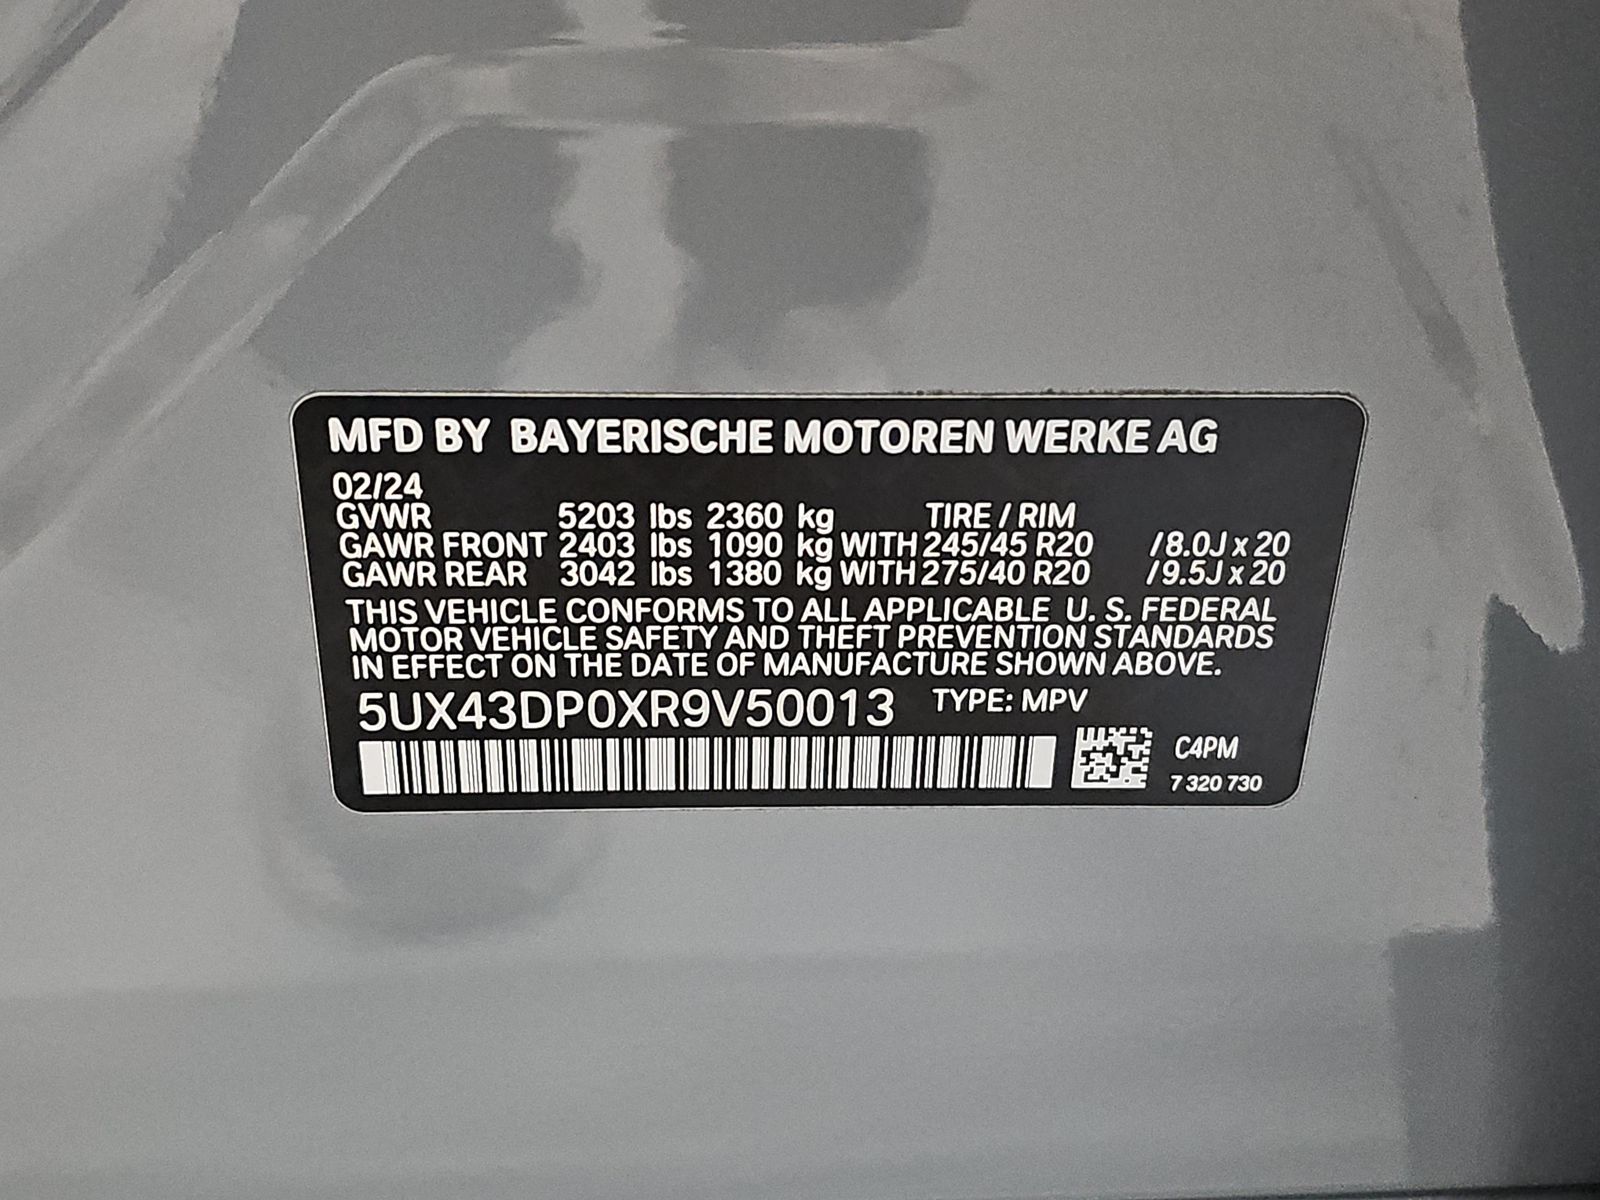 MFD BY BAYERISCHE MOTOREN WERKE AG
02/24
GVWR 5203 lbs 2360 kg TIRE / RIM
GAWR FRONT 2403 lbs 1090 kg WITH 245/45 R20 /8.0J x 20
GAWR REAR 3042 lbs 1380 kg WITH 275/40 R20 /9.5J x 20
THIS VEHICLE CONFORMS TO ALL APPLICABLE U. S. FEDERAL
MOTOR VEHICLE SAFETY AND THEFT PREVENTION STANDARDS
IN EFFECT ON THE DATE OF MANUFACTURE SHOWN ABOVE.
5UX43DP0XR9V50013 TYPE: MPV
C4PM
7 320 730